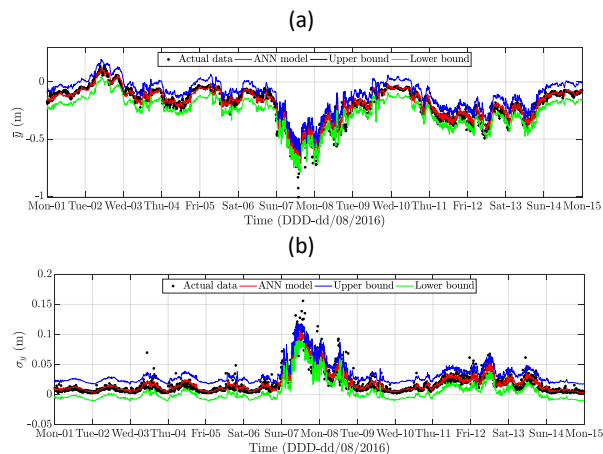 (a)
Actual data ANN model Upper bound Lower bound
0
-0.5
-1
ȳ (m)
Mon-01 Tue-02 Wed-03 Thu-04 Fri-05 Sat-06 Sun-07 Mon-08 Tue-09 Wed-10 Thu-11 Fri-12 Sat-13 Sun-14 Mon-15
Time (DDD-dd/08/2016)
(b)
0.2
Actual data ANN model Upper bound Lower bound
0.15
0.1
0.05
0
-0.05
σy (m)
Mon-01 Tue-02 Wed-03 Thu-04 Fri-05 Sat-06 Sun-07 Mon-08 Tue-09 Wed-10 Thu-11 Fri-12 Sat-13 Sun-14 Mon-15
Time (DDD-dd/08/2016)